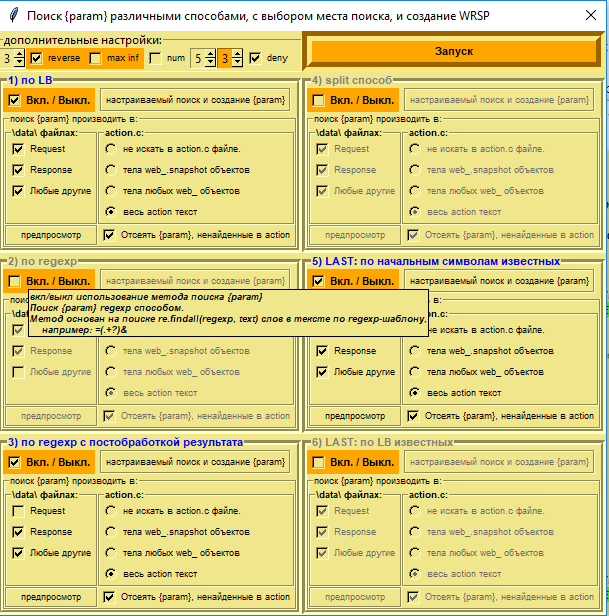 Поиск {param} различными способами, с выбором места поиска, и создание WRSP
дополнительные настройки:
3 reverse max inf num 5 3 deny
Запуск
1) по LB
Вкл. / Выкл. настраиваемый поиск и создание {param}
поиск {param} производить в:
\data\ файлах: action.c:
Request не искать в action.c файле.
Response тела web_.snapshot объектов
Любые другие тела любых web_ объектов
весь action текст
предпросмотр Отсеять {param}, ненайденные в action
4) split способ
Вкл. / Выкл. настраиваемый поиск и создание {param}
поиск {param} производить в:
\data\ файлах: action.c:
Request не искать в action.c файле.
Response тела web_.snapshot объектов
Любые другие тела любых web_ объектов
весь action текст
предпросмотр Отсеять {param}, ненайденные в action
2) по regexp
Вкл. / Выкл. настраиваемый поиск и создание {param}
вкл/выкл использование метода поиска {param}
Поиск {param} regexp способом.
Метод основан на поиске re.findall(regexp, text) слов в тексте по regexp-шаблону,
например: =(.+?)&
Response тела web_.snapshot объектов
Любые другие тела любых web_ объектов
весь action текст
предпросмотр Отсеять {param}, ненайденные в action
5) LAST: по начальным символам известных
Вкл. / Выкл. настраиваемый поиск и создание {param}
не искать в action.c файле.
Response тела web_.snapshot объектов
Любые другие тела любых web_ объектов
весь action текст
предпросмотр Отсеять {param}, ненайденные в action
3) по regexp с постобработкой результата
Вкл. / Выкл. настраиваемый поиск и создание {param}
поиск {param} производить в:
\data\ файлах: action.c:
Request не искать в action.c файле.
Response тела web_.snapshot объектов
Любые другие тела любых web_ объектов
весь action текст
предпросмотр Отсеять {param}, ненайденные в action
6) LAST: по LB известных
Вкл. / Выкл. настраиваемый поиск и создание {param}
поиск {param} производить в:
\data\ файлах: action.c:
Request не искать в action.c файле.
Response тела web_.snapshot объектов
Любые другие тела любых web_ объектов
весь action текст
предпросмотр Отсеять {param}, ненайденные в action